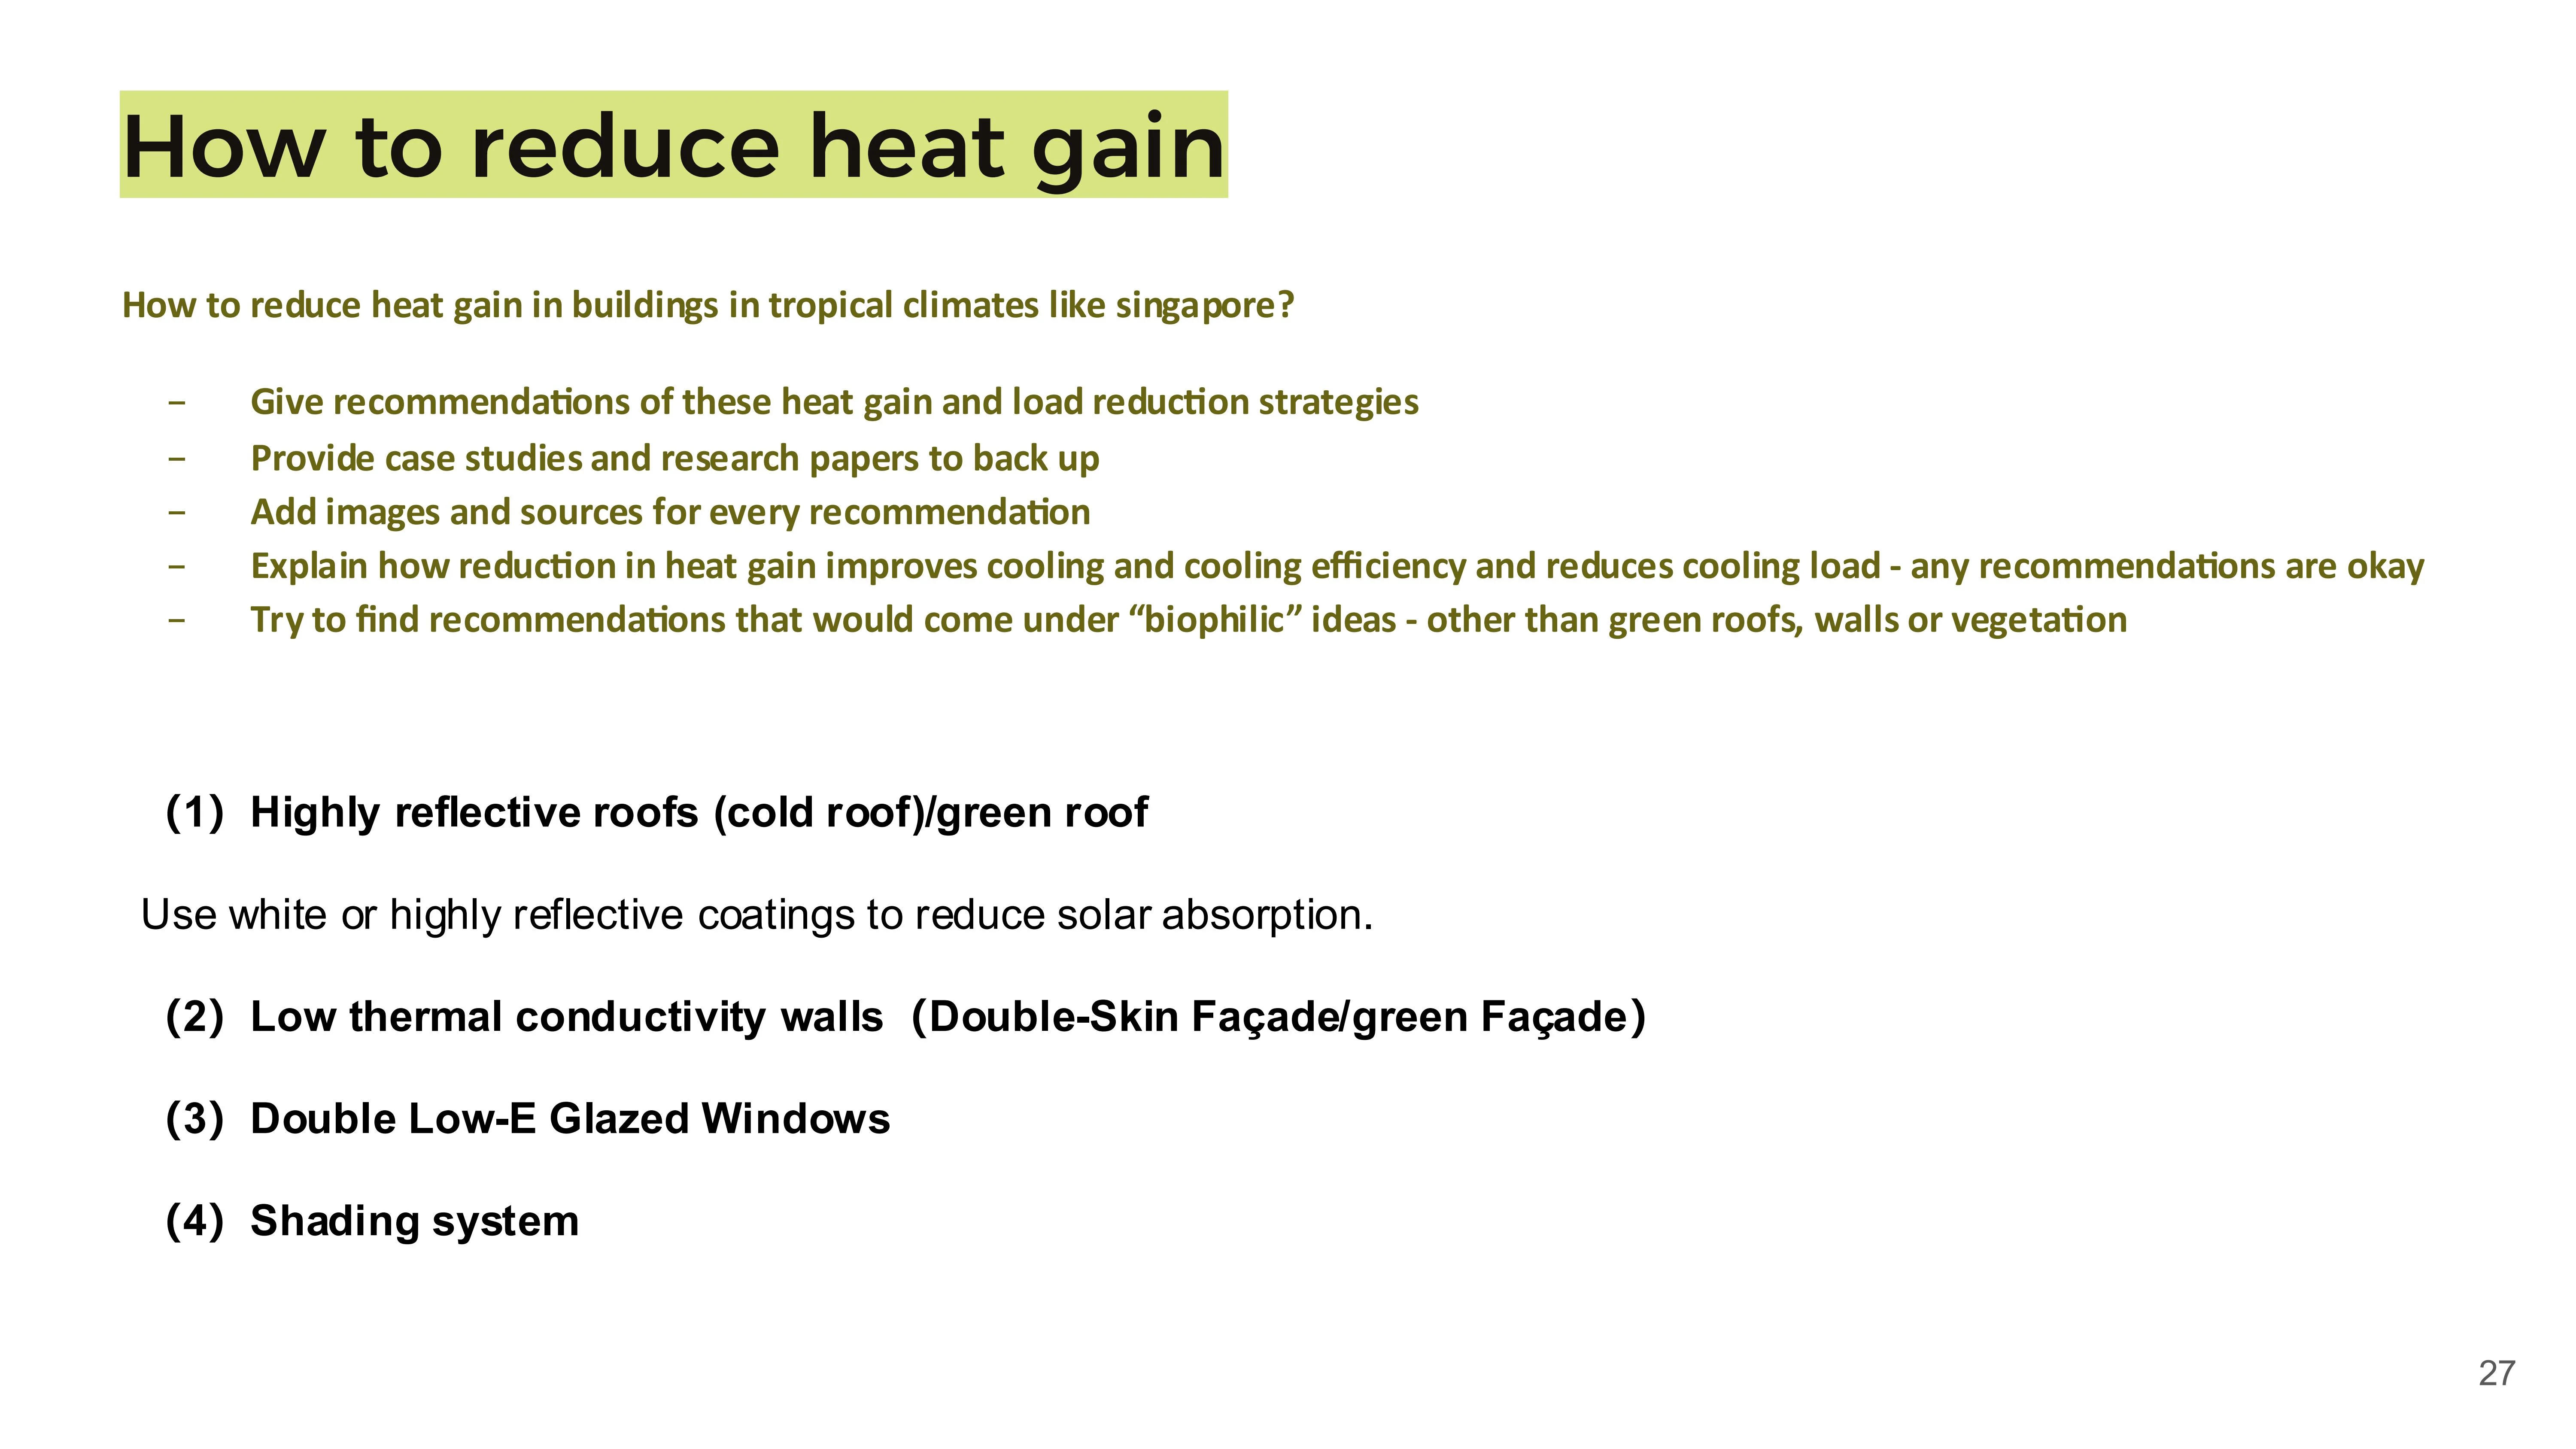 How to reduce heat gain
How to reduce heat gain in buildings in tropical climates like singapore?
- Give recommendations of these heat gain and load reduction strategies
- Provide case studies and research papers to back up
- Add images and sources for every recommendation
- Explain how reduction in heat gain improves cooling and cooling efficiency and reduces cooling load - any recommendations are okay
- Try to find recommendations that would come under “biophilic” ideas - other than green roofs, walls or vegetation
（1）Highly reflective roofs (cold roof)/green roof
Use white or highly reflective coatings to reduce solar absorption.
（2）Low thermal conductivity walls（Double-Skin Façade/green Façade）
（3）Double Low-E Glazed Windows
（4）Shading system
27